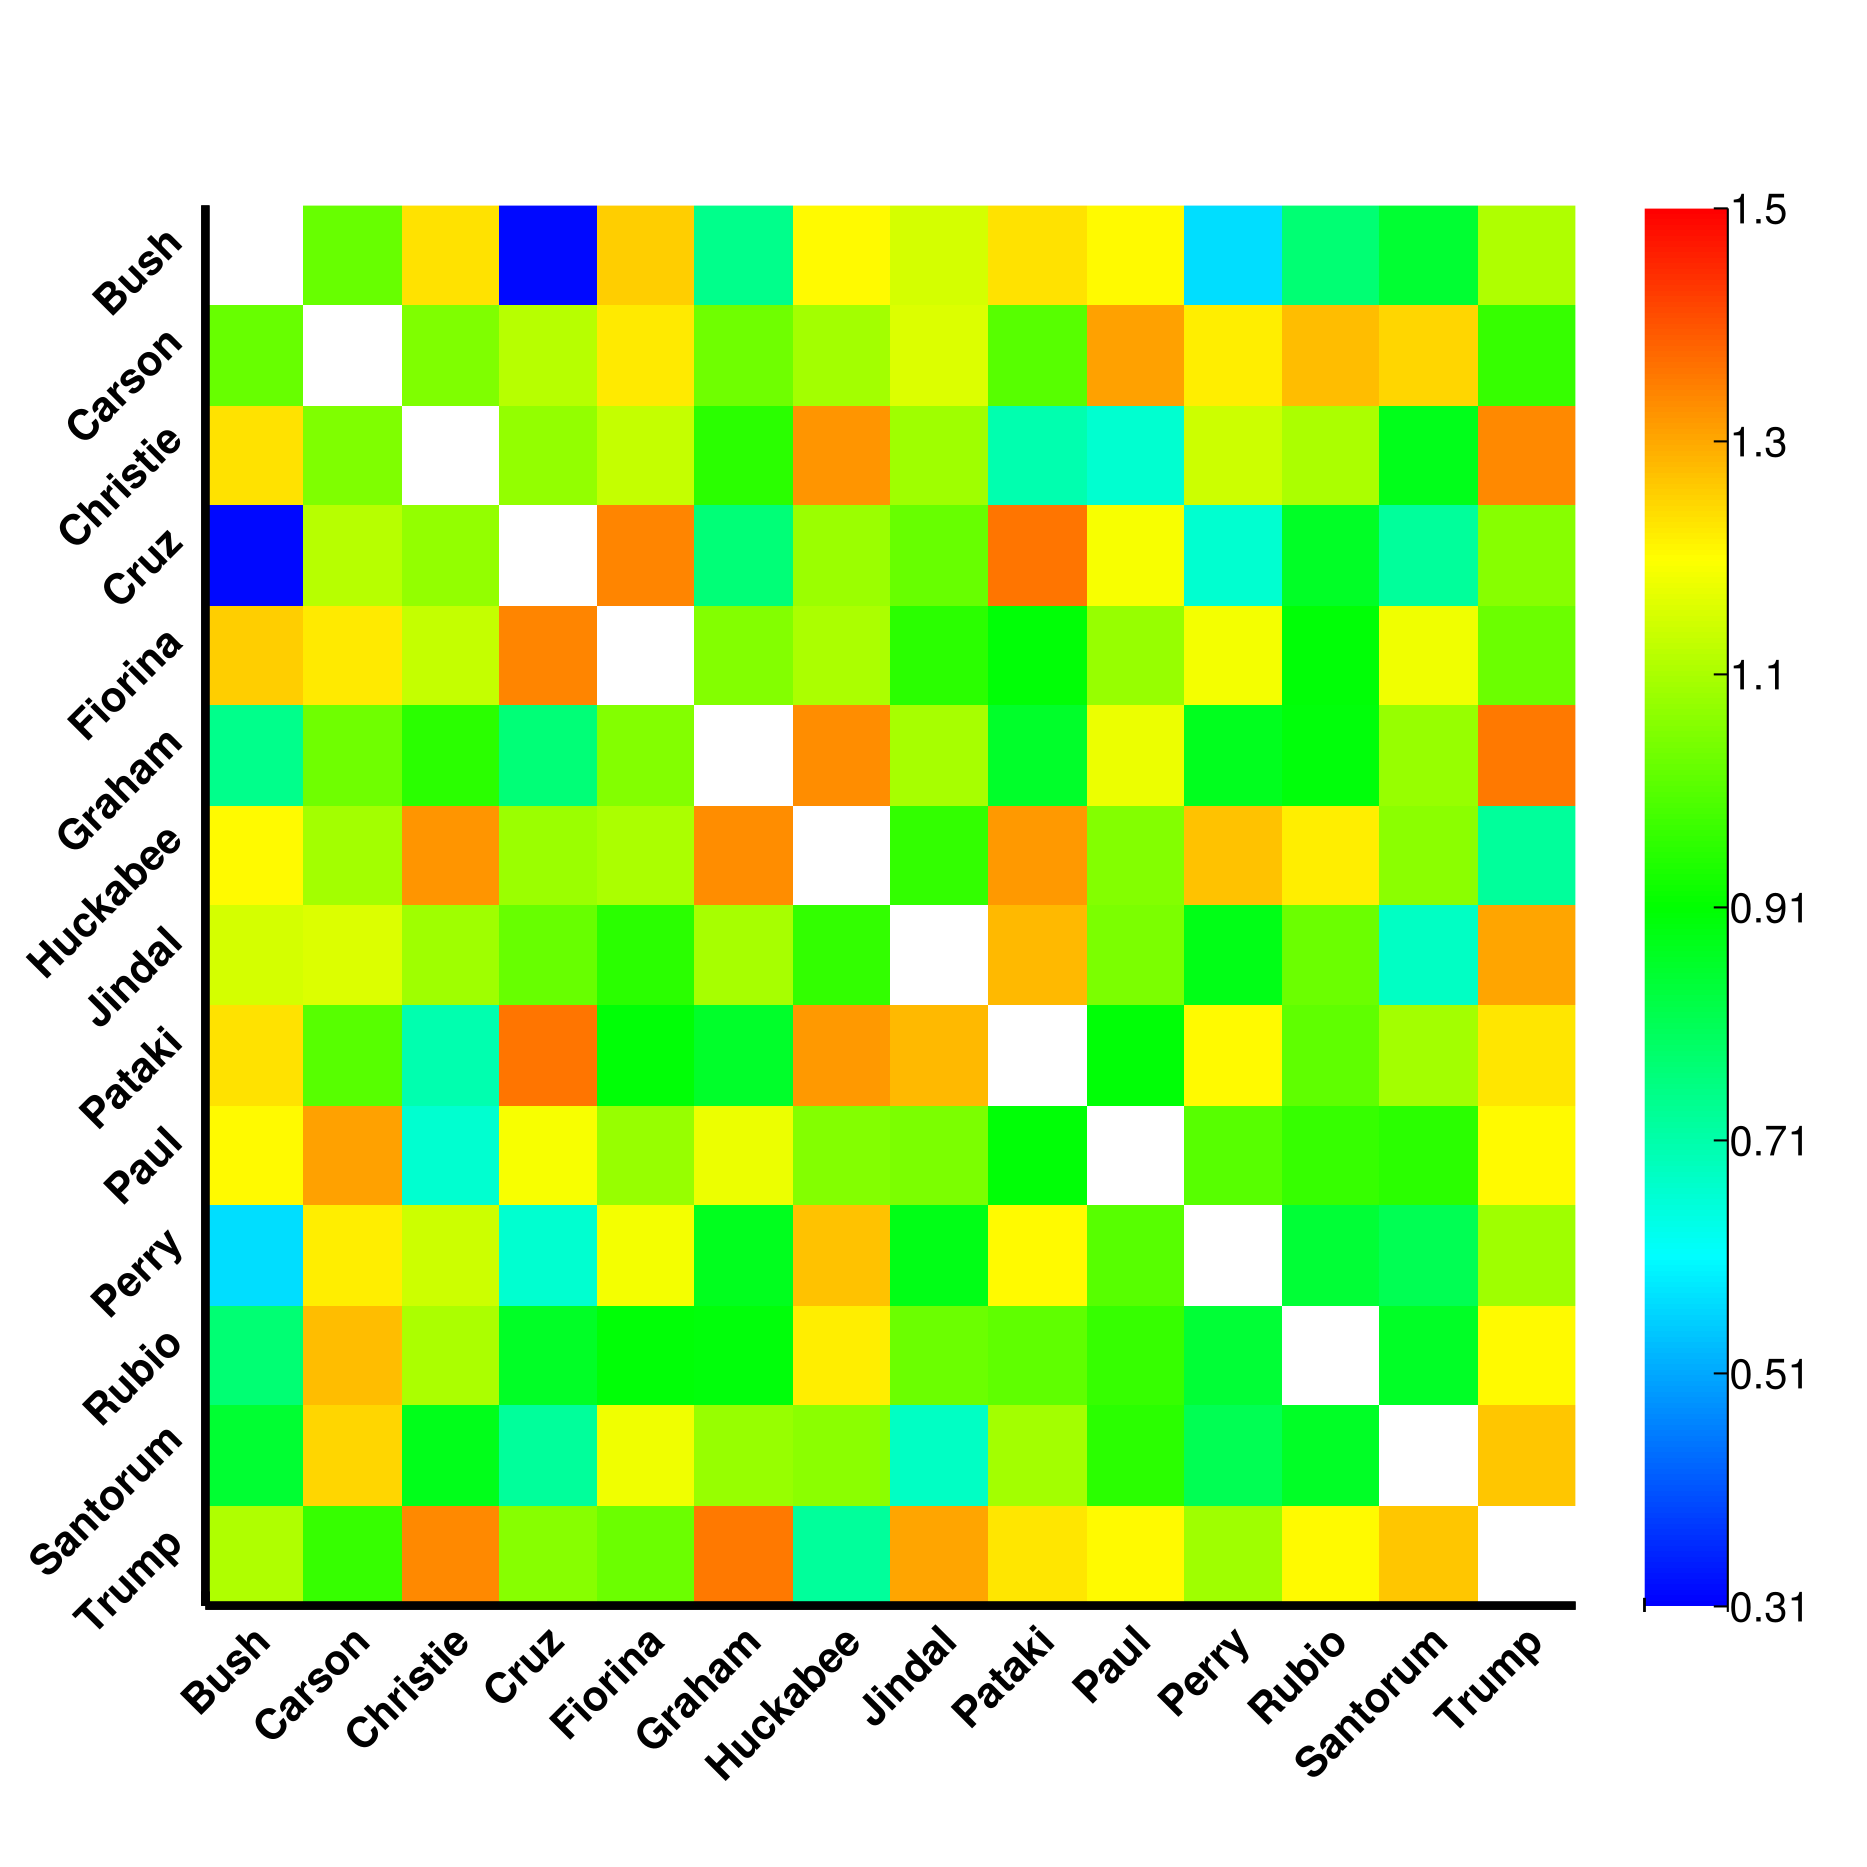 Bush
Carson
Christie
Cruz
Fiorina
Graham
Huckabee
Jindal
Pataki
Paul
Perry
Rubio
Santorum
Trump
Bush
Carson
Christie
Cruz
Fiorina
Graham
Huckabee
Jindal
Pataki
Paul
Perry
Rubio
Santorum
Trump
1.5
1.3
1.1
0.91
0.71
0.51
0.31